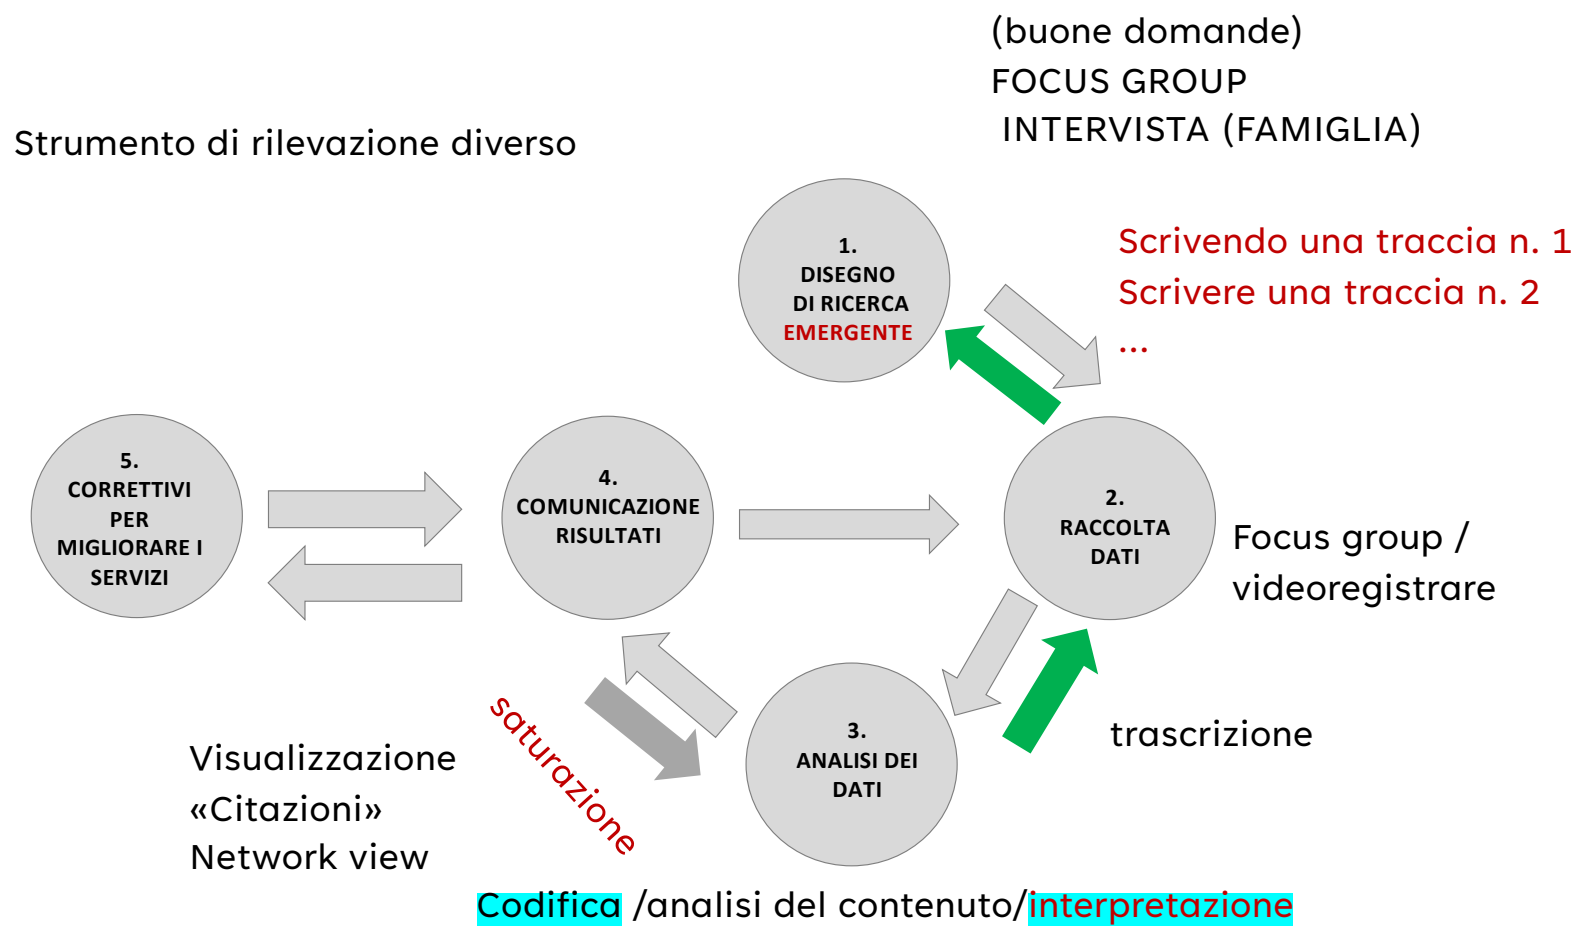 (buone domande)
FOCUS GROUP
INTERVISTA (FAMIGLIA)
Strumento di rilevazione diverso
1.
DISEGNO
DI RICERCA
EMERGENTE
Scrivendo una traccia n. 1
Scrivere una traccia n. 2
...
5.
CORRETTIVI
PER
MIGLIORARE I
SERVIZI
4.
COMUNICAZIONE
RISULTATI
2.
RACCOLTA
DATI
Focus group /
videoregistrare
saturazione
3.
ANALISI DEI
DATI
trascrizione
Visualizzazione
«Citazioni»
Network view
Codifica /analisi del contenuto/interpretazione